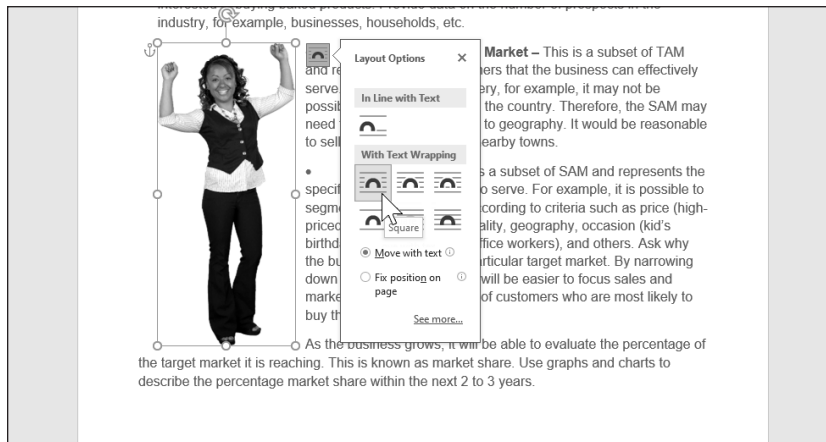 industry, for example, businesses, households, etc.
Layout Options
Market – This is a subset of TAM
and
ners that the business can effectively
serve
ery, for example, it may not be
possib
the country. Therefore, the SAM may
need
to geography. It would be reasonable
to sell
nearby towns.
In Line with Text
With Text Wrapping
Square
Move with text
Fix position on
page
See more...
• s a subset of SAM and represents the
specif
o serve. For example, it is possible to
segme
ccording to criteria such as price (high-
priced
ality, geography, occasion (kid's
birthd
ffice workers), and others. Ask why
the bu
articular target market. By narrowing
down
will be easier to focus sales and
marke
of customers who are most likely to
buy th
As the business grows, it will be able to evaluate the percentage of
the target market it is reaching. This is known as market share. Use graphs and charts to
describe the percentage market share within the next 2 to 3 years.